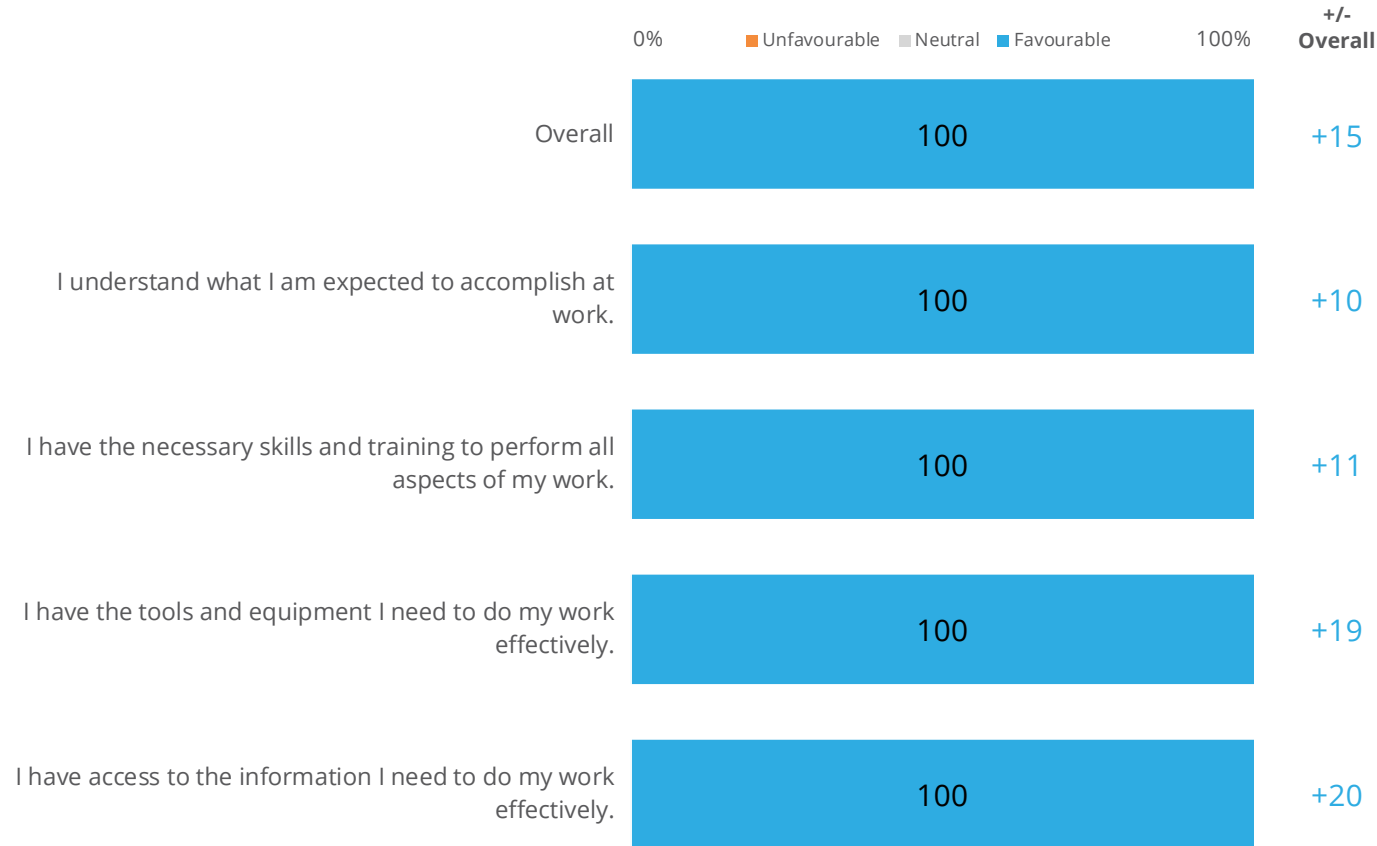 +/-
0% Unfavourable Neutral Favourable 100% Overall
Overall 100 +15
I understand what I am expected to accomplish at
work.
100 +10
I have the necessary skills and training to perform all
aspects of my work.
100 +11
I have the tools and equipment I need to do my work
effectively.
100 +19
I have access to the information I need to do my work
effectively.
100 +20